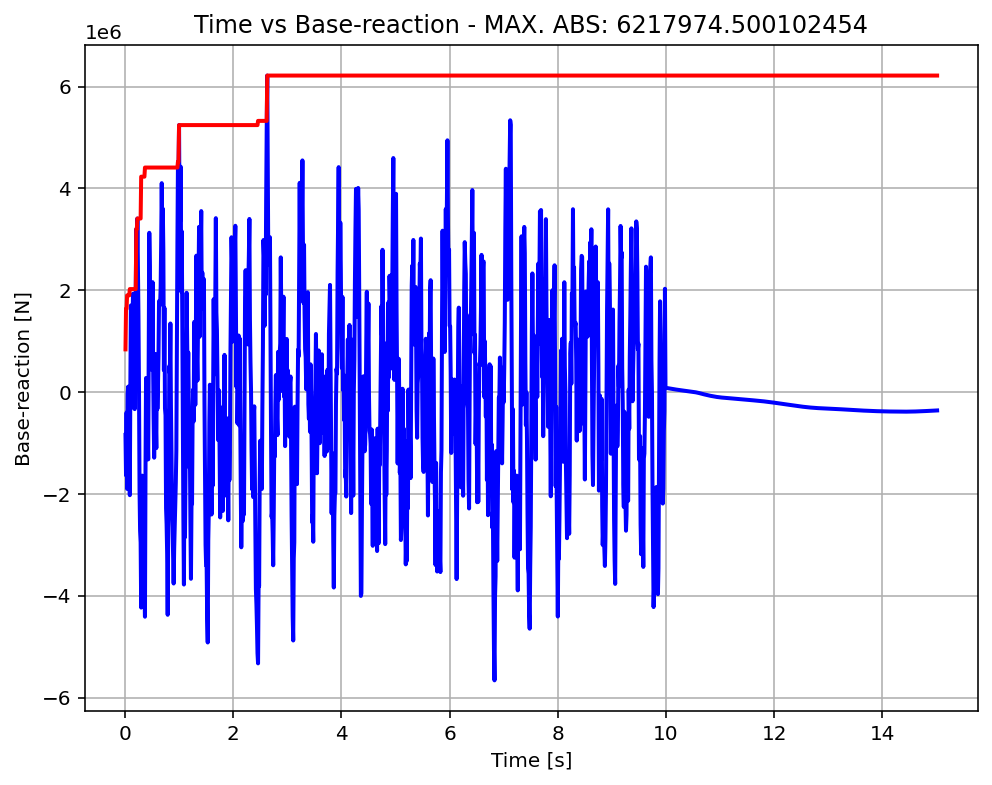 Time vs Base-reaction - MAX. ABS: 6217974.500102454
1e6
6
4
2
0
−2
−4
−6
Base-reaction [N]
0 2 4 6 8 10 12 14
Time [s]